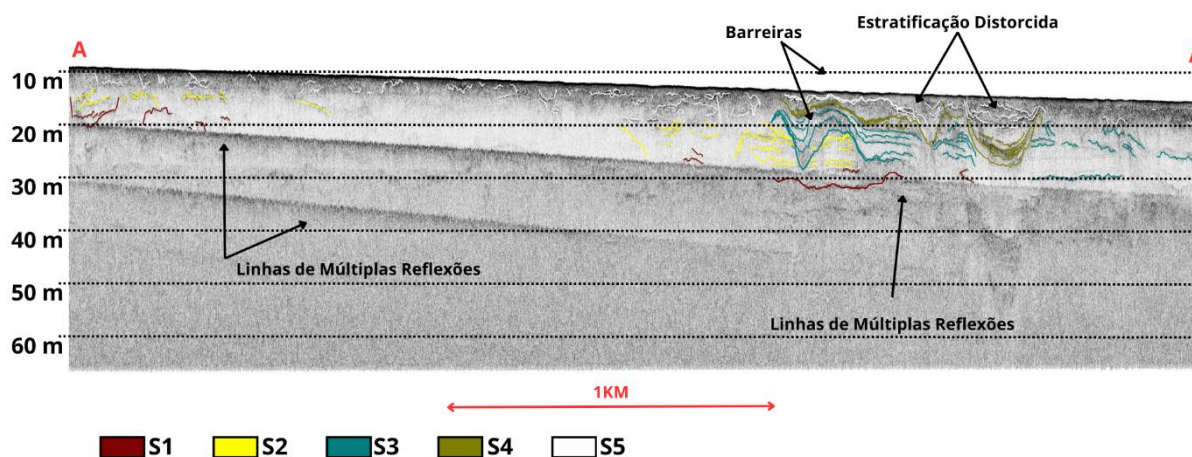 Estratificação Distorcida
Barreiras
A
10 m
20 m
30 m
40 m
Linhas de Múltiplas Reflexões
50 m
Linhas de Múltiplas Reflexões
60 m
1KM
S1 S2 S3 S4 S5